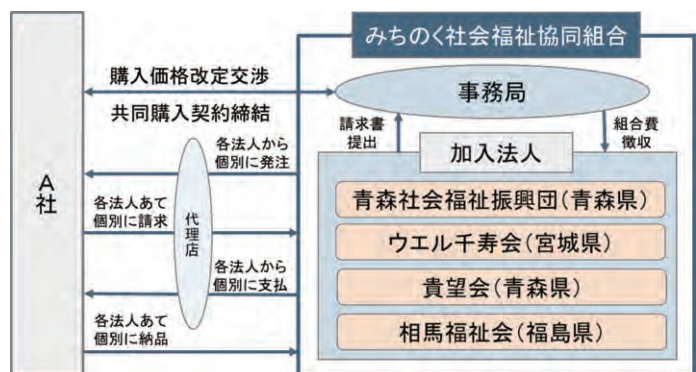 みちのく社会福祉協同組合
購入価格改定交渉
事務局
共同購入契約締結
請求書
提出
組合費
徴収
各法人から
個別に発注
加入法人
A社
各法人あて
個別に請求
代理店
青森社会福祉振興団(青森県)
ウエル千寿会(宮城県)
各法人から
個別に支払
貴望会(青森県)
各法人あて
個別に納品
相馬福祉会(福島県)